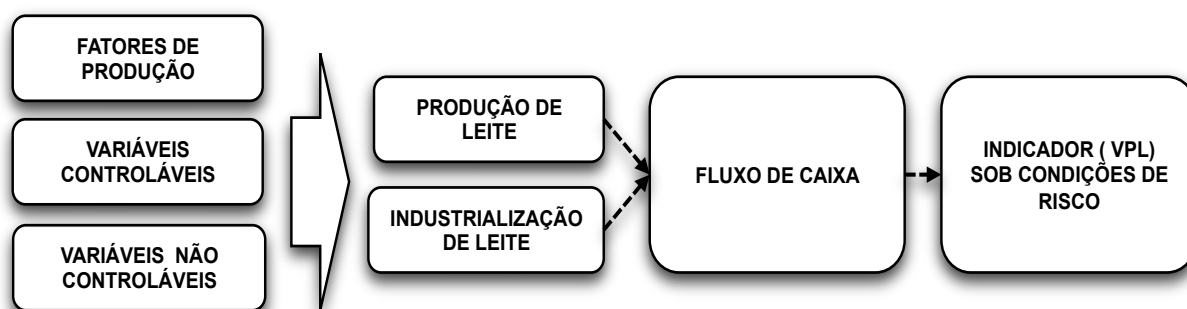 FATORES DE
PRODUÇÃO
VARIÁVEIS
CONTROLÁVEIS
VARIÁVEIS NÃO
CONTROLÁVEIS
PRODUÇÃO DE
LEITE
INDUSTRIALIZAÇÃO
DE LEITE
FLUXO DE CAIXA
INDICADOR ( VPL)
SOB CONDIÇÕES DE
RISCO